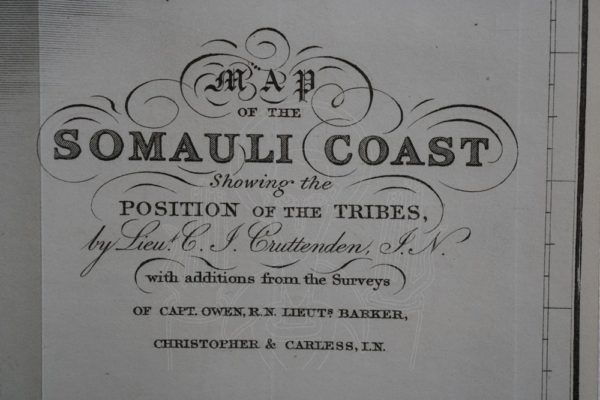 MAP
OF THE
SOMAULI COAST
Showing the
POSITION OF THE TRIBES,
by Lieut. C. J. Cruttenden, I.N.
with additions from the Surveys
OF CAPT. OWEN, R.N. LIEUTS BARKER,
CHRISTOPHER & CARLESS, I.N.